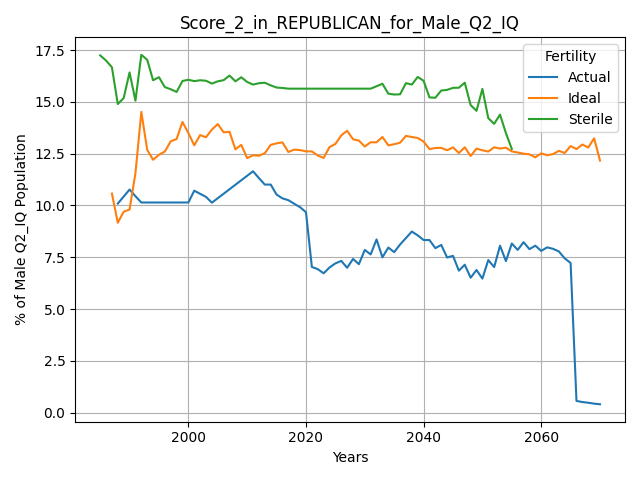 Score_2_in_REPUBLICAN_for_Male_Q2_IQ
% of Male Q2_IQ Population
17.5
15.0
12.5
10.0
7.5
5.0
2.5
0.0
Fertility
Actual
Ideal
Sterile
2000
2020
2040
2060
Years